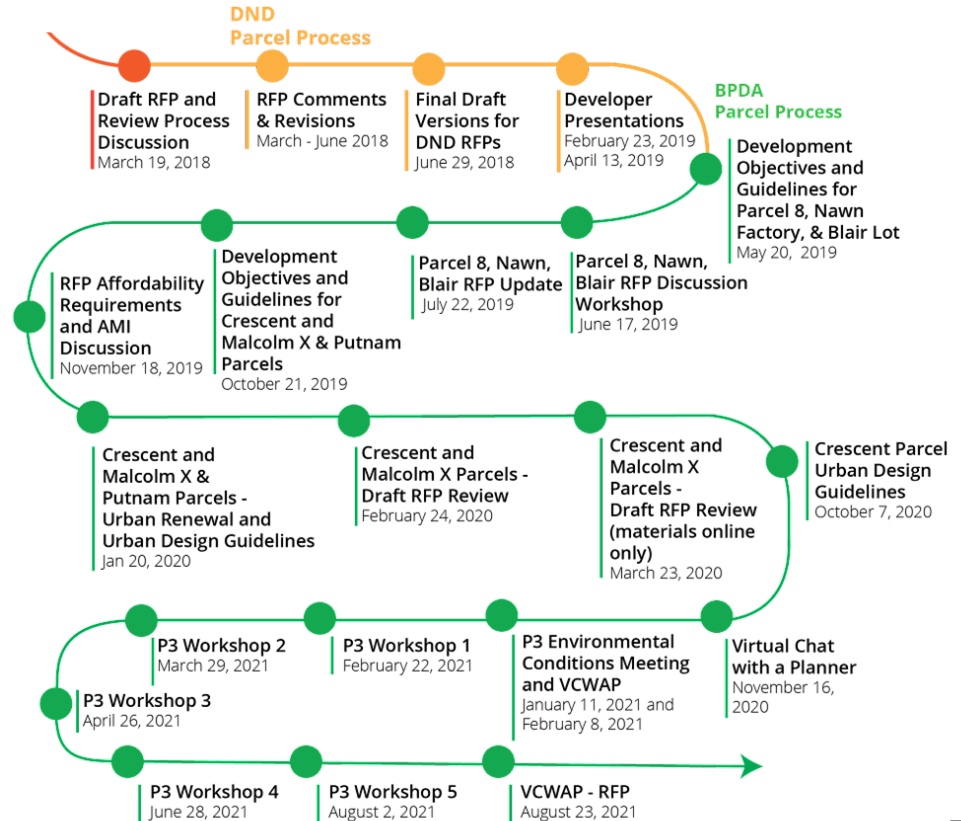 DND
Parcel Process
Draft RFP and
Review Process
Discussion
March 19, 2018
RFP Comments
& Revisions
March - June 2018
Final Draft
Versions for
DND RFPs
June 29, 2018
Developer
Presentations
February 23, 2019
April 13, 2019
BPDA
Parcel Process
Development
Objectives and
Guidelines for
Parcel 8, Nawn
Factory, & Blair Lot
May 20, 2019
Parcel 8, Nawn,
Blair RFP Discussion
Workshop
June 17, 2019
Parcel 8, Nawn,
Blair RFP Update
July 22, 2019
Development
Objectives and
Guidelines for
Crescent and
Malcolm X & Putnam
Parcels
October 21, 2019
RFP Affordability
Requirements
and AMI
Discussion
November 18, 2019
Crescent and
Malcolm X &
Putnam Parcels -
Urban Renewal and
Urban Design Guidelines
Jan 20, 2020
Crescent and
Malcolm X Parcels -
Draft RFP Review
February 24, 2020
Crescent and
Malcolm X
Parcels -
Draft RFP Review
(materials online
only)
March 23, 2020
Crescent Parcel
Urban Design
Guidelines
October 7, 2020
Virtual Chat
with a Planner
November 16,
2020
P3 Environmental
Conditions Meeting
and VCWAP
January 11, 2021 and
February 8, 2021
P3 Workshop 1
February 22, 2021
P3 Workshop 2
March 29, 2021
P3 Workshop 3
April 26, 2021
P3 Workshop 4
June 28, 2021
P3 Workshop 5
August 2, 2021
VCWAP - RFP
August 23, 2021